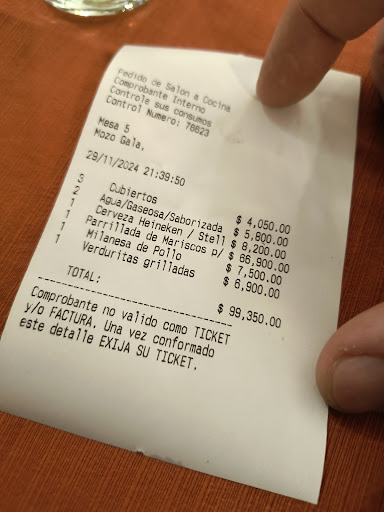 Pedido de Salon a Cocina
Comprobante Interno
Controle sus consumos
Control Numero: 76623
Mesa 5
Mozo Gala,
29/11/2024 21:39:50
3 Cubiertos $ 4,050.00
2 Agua/Gaseosa/Saborizada $ 5,800.00
1 Cerveza Heineken / Stell $ 8,200.00
1 Parrillada de Mariscos p/ $ 66,900.00
1 Milanesa de Pollo $ 7,500.00
1 Verduritas grilladas $ 6,900.00
TOTAL: $ 99,350.00
Comprobante no valido como TICKET
y/o FACTURA. Una vez conformado
este detalle EXIJA SU TICKET.